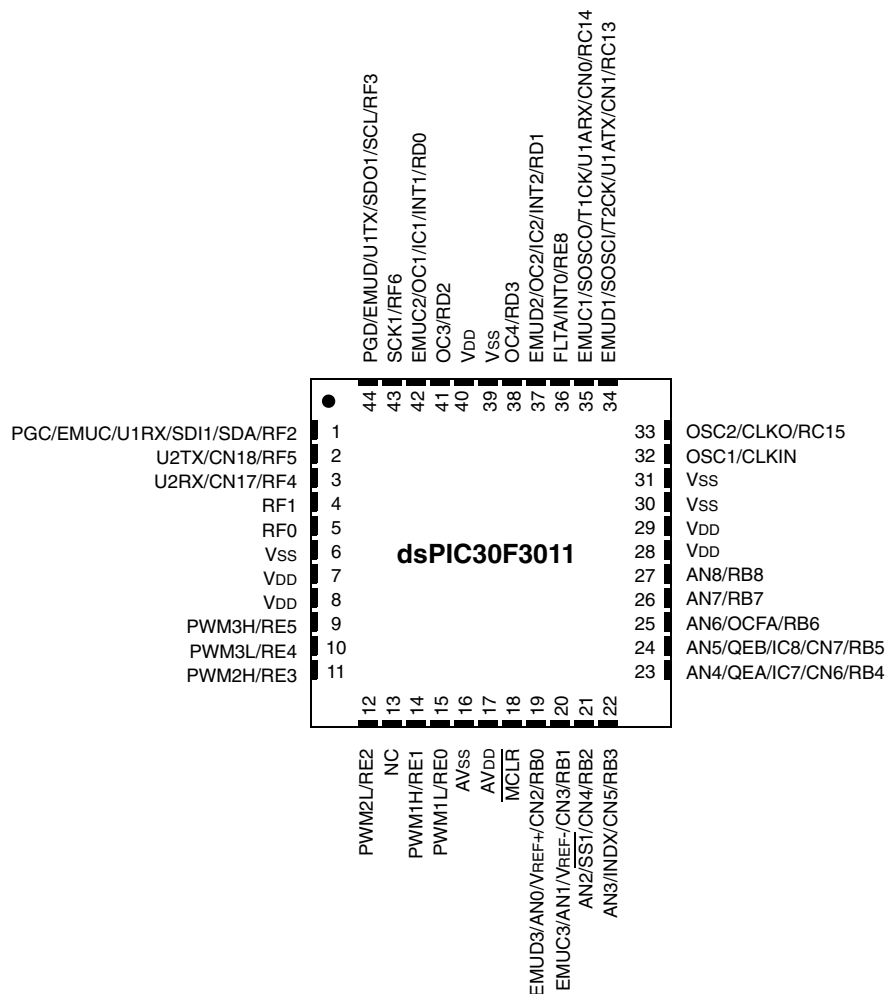 PGD/EMUD/U1TX/SDO1/SCL/RF3
SCK1/RF6
EMUC2/OC1/IC1/INT1/RD0
OC3/RD2
VDD
VSS
OC4/RD3
EMUD2/OC2/IC2/INT2/RD1
FLTA/INT0/RE8
EMUC1/SOSCO/T1CK/U1ARX/CN0/RC14
EMUD1/SOSCI/T2CK/U1ATX/CN1/RC13
44 43 42 41 40 39 38 37 36 35 34
PGC/EMUC/U1RX/SDI1/SDA/RF2 1
U2TX/CN18/RF5 2
U2RX/CN17/RF4 3
RF1 4
RF0 5
VSS 6
VDD 7
VDD 8
PWM3H/RE5 9
PWM3L/RE4 10
PWM2H/RE3 11
dsPIC30F3011
33 OSC2/CLKO/RC15
32 OSC1/CLKIN
31 VSS
30 VSS
29 VDD
28 VDD
27 AN8/RB8
26 AN7/RB7
25 AN6/OCFA/RB6
24 AN5/QEB/IC8/CN7/RB5
23 AN4/QEA/IC7/CN6/RB4
12 13 14 15 16 17 18 19 20 21 22
PWM2L/RE2
NC
PWM1H/RE1
PWM1L/RE0
AVSS
AVDD
MCLR
EMUD3/AN0/VREF+/CN2/RB0
EMUC3/AN1/VREF-/CN3/RB1
AN2/SS1/CN4/RB2
AN3/INDX/CN5/RB3